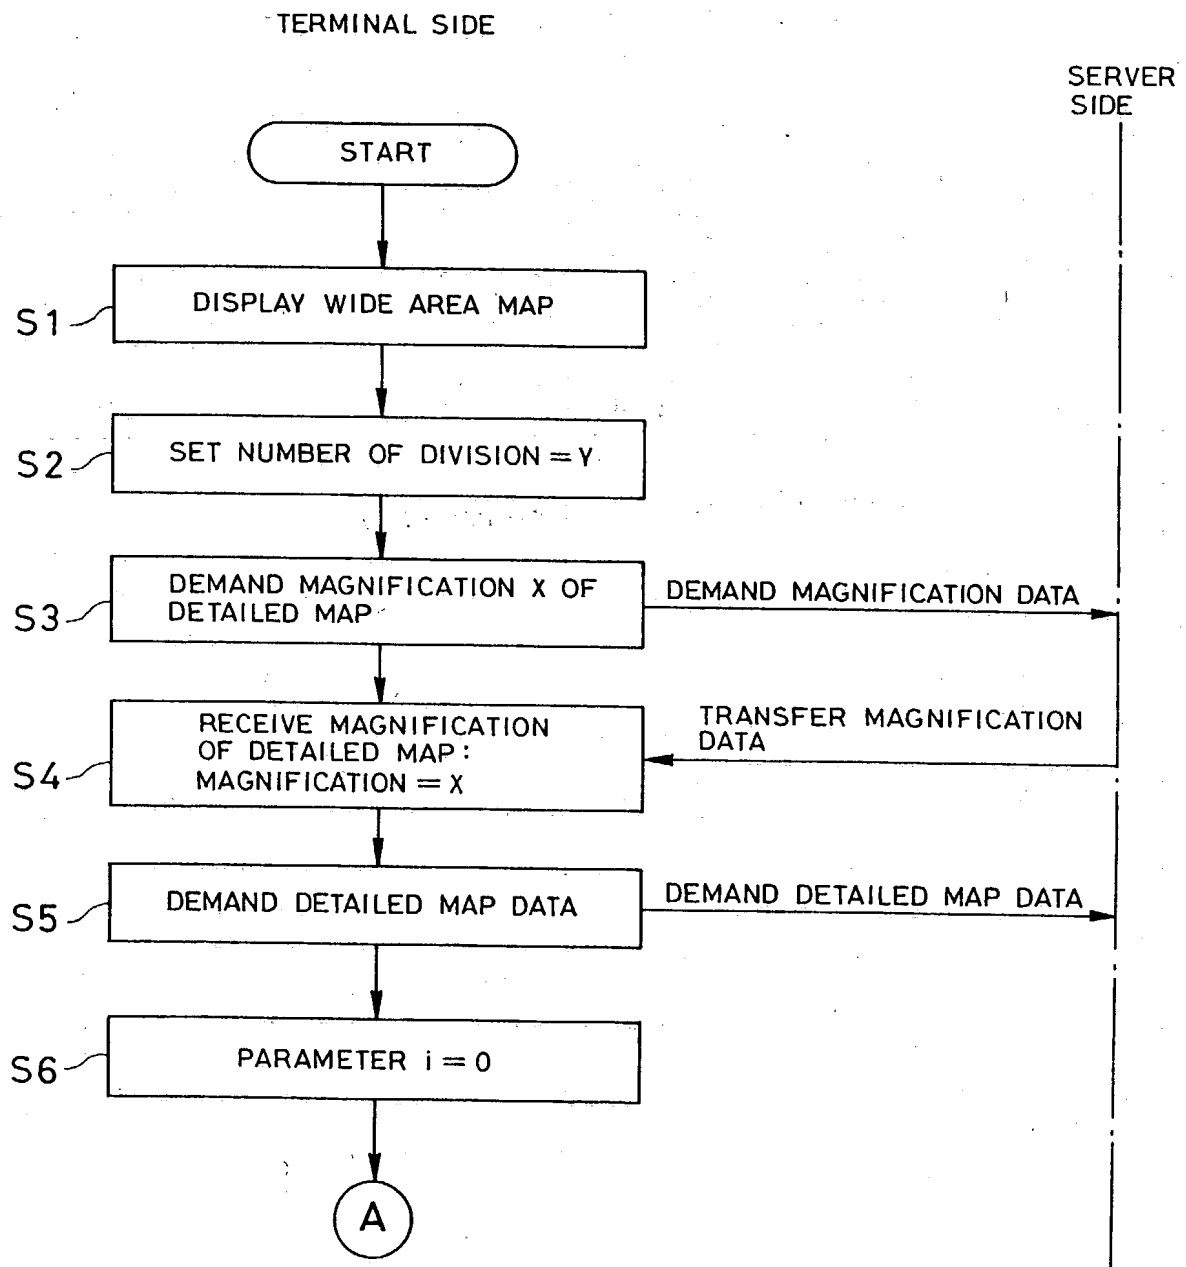 TERMINAL SIDE
SERVER
SIDE
START
S1
DISPLAY WIDE AREA MAP
S2
SET NUMBER OF DIVISION = Y
S3
DEMAND MAGNIFICATION X OF
DETAILED MAP
DEMAND MAGNIFICATION DATA
S4
RECEIVE MAGNIFICATION
OF DETAILED MAP :
MAGNIFICATION = X
TRANSFER MAGNIFICATION
DATA
S5
DEMAND DETAILED MAP DATA
DEMAND DETAILED MAP DATA
S6
PARAMETER i = 0
A